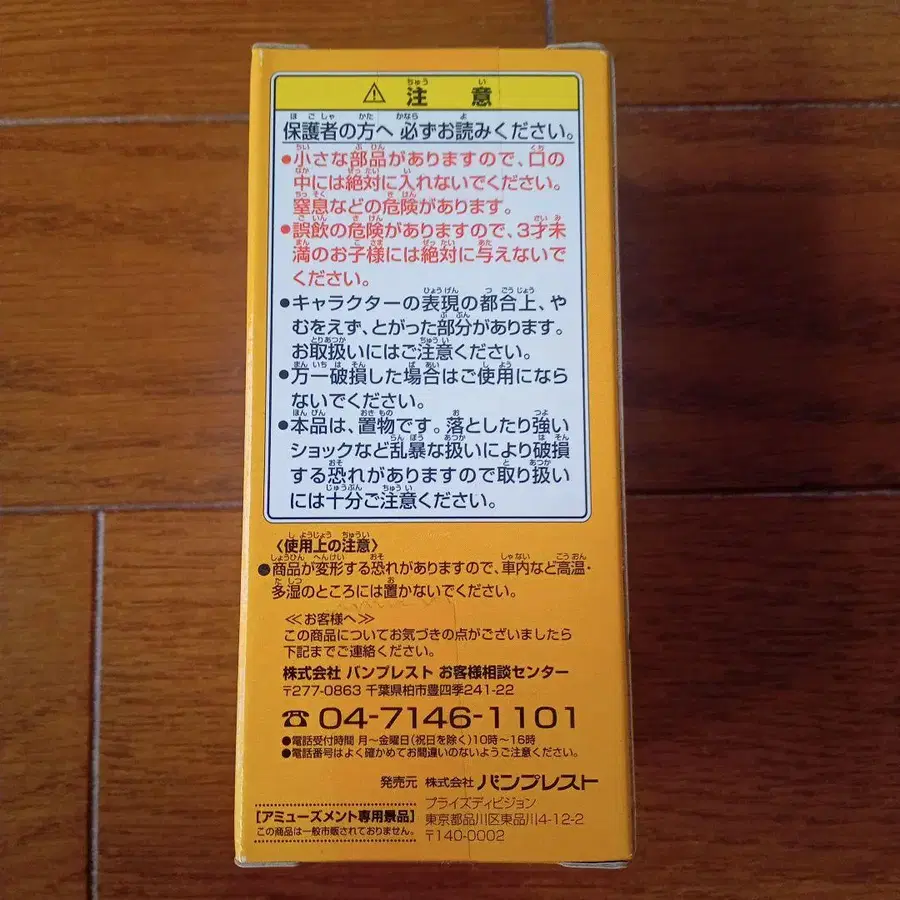 ⚠ 注意
保護者の方へ 必ずお読みください。
●小さな部品がありますので、口の
中には絶対に入れないでください。
窒息などの危険があります。
●誤飲の危険がありますので、3才未
満のお子様には絶対に与えないで
ください。
●キャラクターの表現の都合上、や
むをえず、とがった部分があります。
お取扱いにはご注意ください。
●万一破損した場合はご使用になら
ないでください。
●本品は、置物です。落としたり強い
ショックなど乱暴な扱いにより破損
する恐れがありますので取り扱い
には十分ご注意ください。
〈使用上の注意〉
●商品が変形する恐れがありますので、車内など高温・
多湿のところには置かないでください。
≪お客様へ≫
この商品についてお気づきの点がございましたら
下記までご連絡ください。
株式会社 バンプレスト お客様相談センター
〒277-0863 千葉県柏市豊四季241-22
☎ 04-7146-1101
●電話受付時間 月～金曜日(祝日を除く)10時～16時
●電話番号はよく確かめてお間違いのないようご注意ください。
発売元 株式会社 バンプレスト
プライズディビジョン
東京都品川区東品川4-12-2
〒140-0002
[アミューズメント専用景品]
この商品は一般市販されておりません。